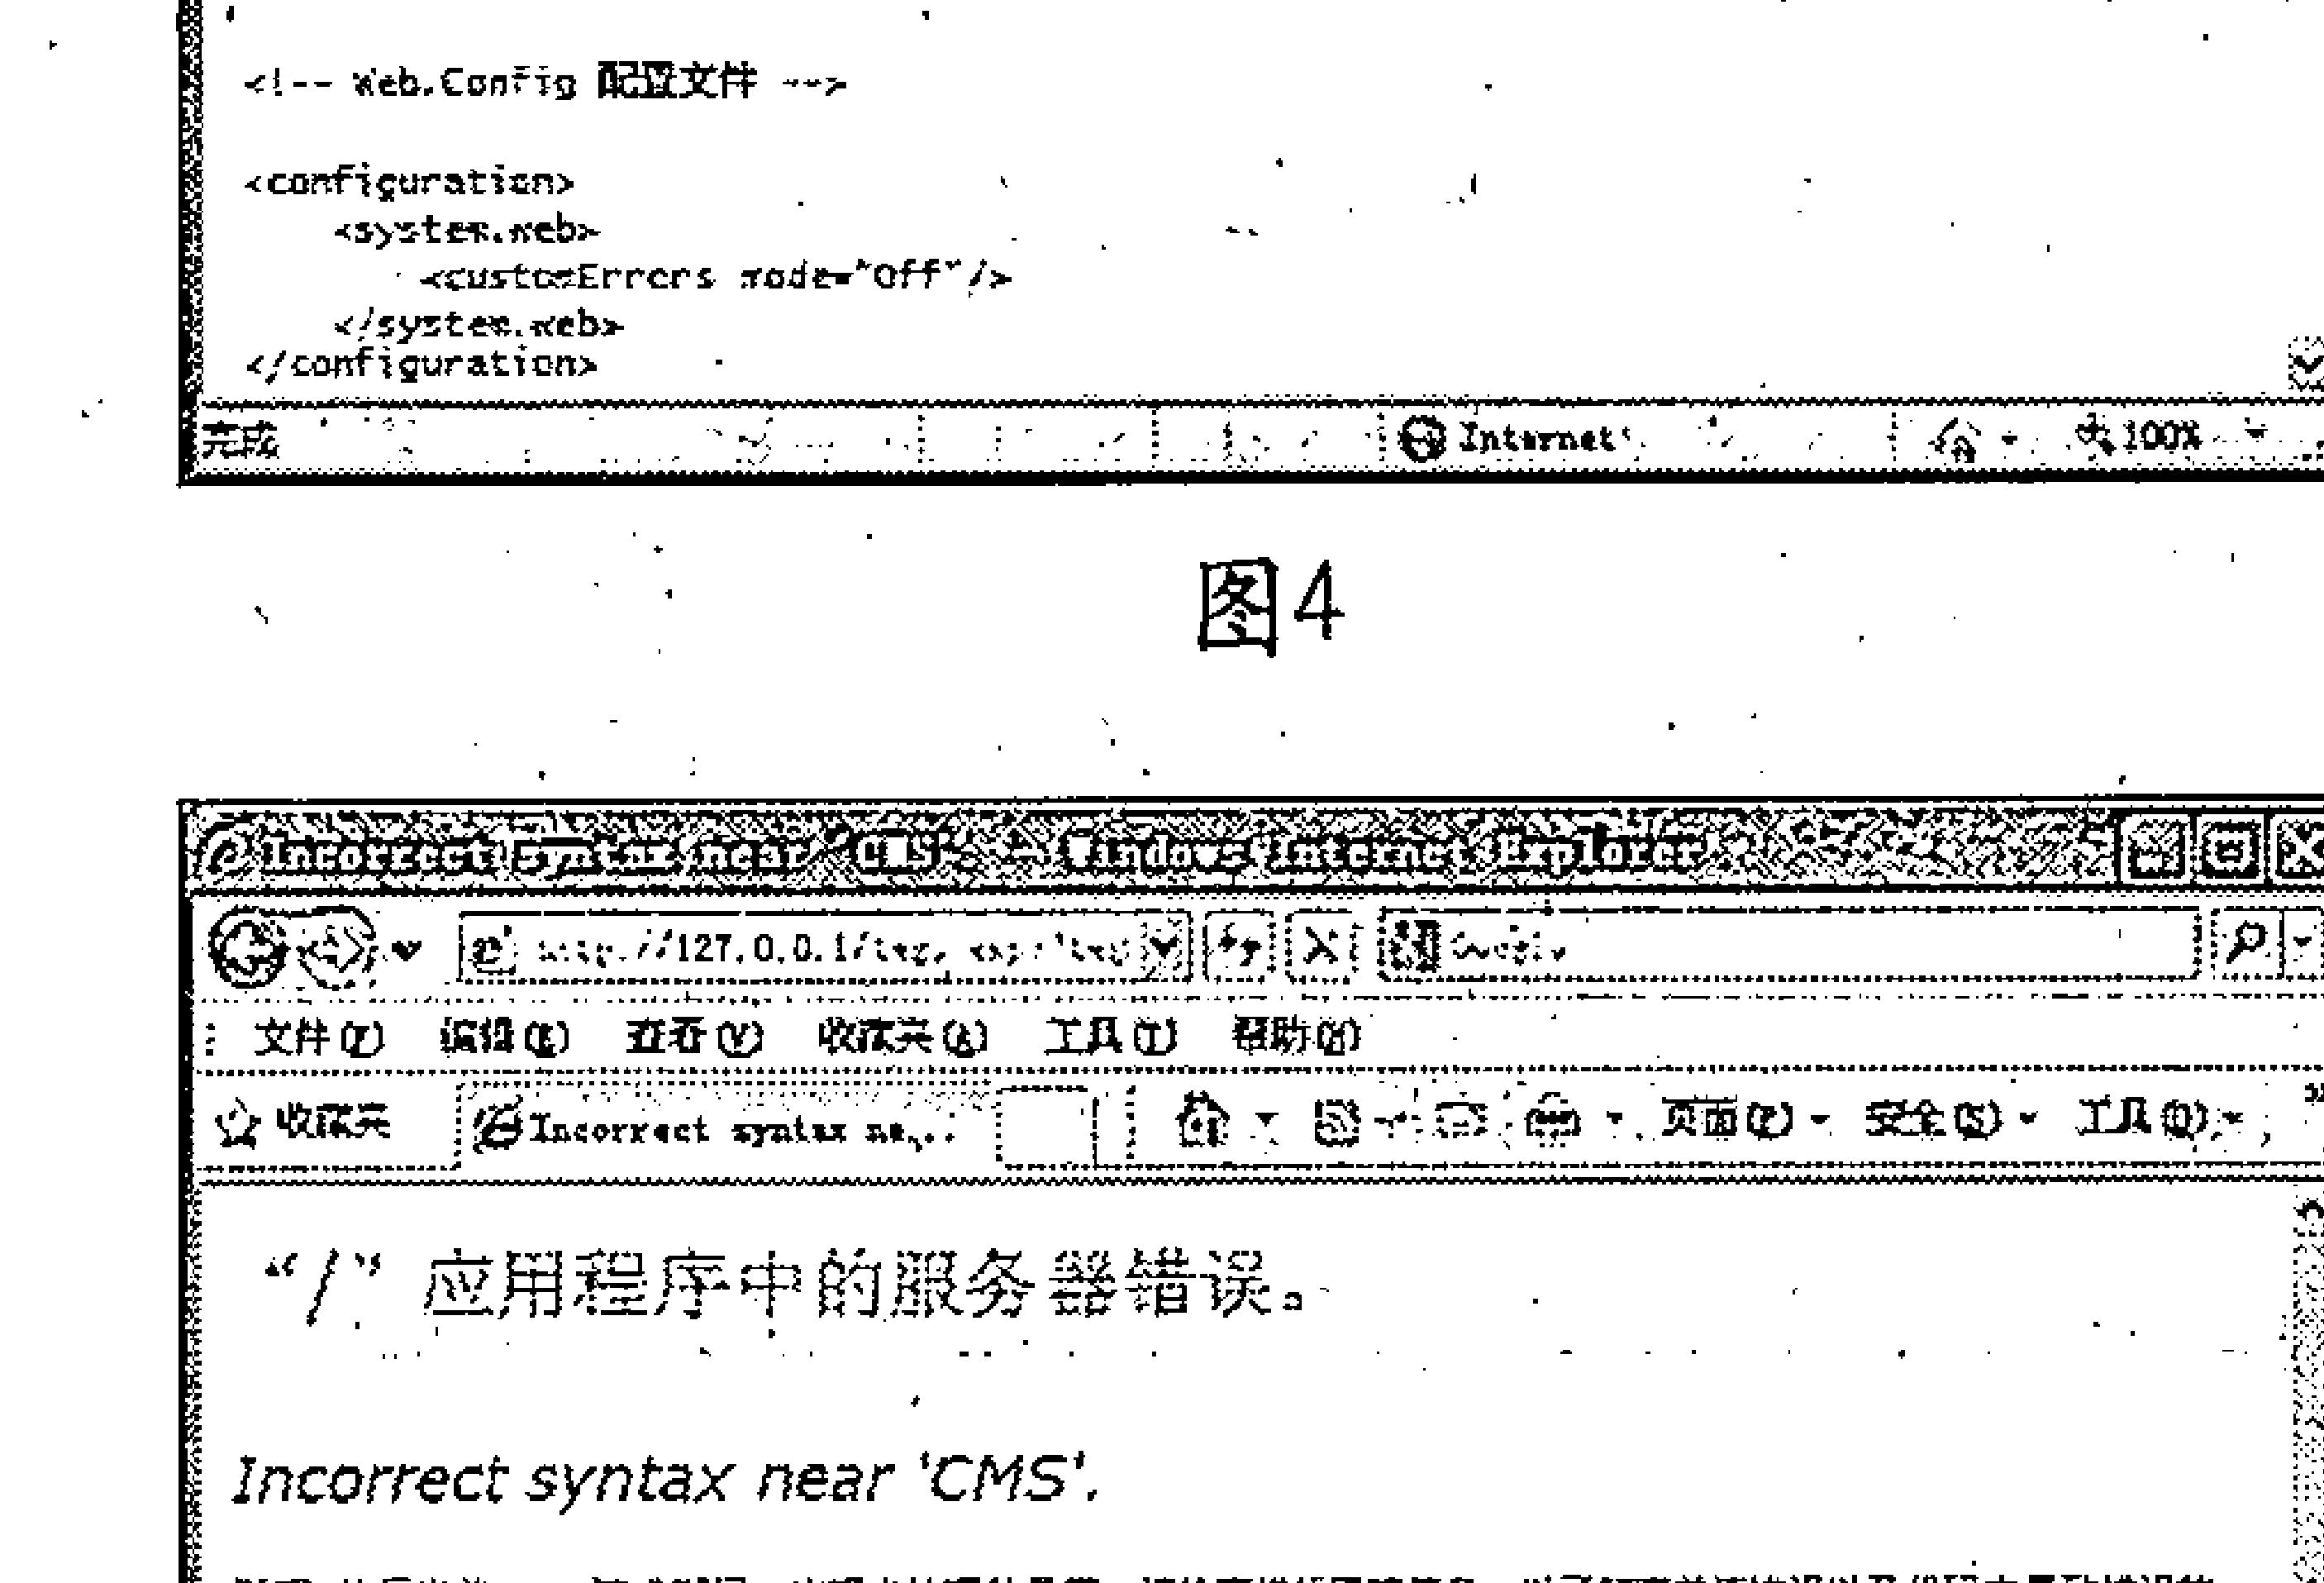 <!-- Web.Config 配置文件 -->
<configuration>
<system.web>
<customErrors mode="Off"/>
</system.web>
</configuration>
完成 Internet 100%
图4
Incorrect syntax near 'CMS' - Windows Internet Explorer
http://127.0.0.1/
文件(F) 编辑(E) 查看(V) 收藏夹(A) 工具(T) 帮助(H)
收藏夹 Incorrect syntax ne... 页面(P) 安全(S) 工具(O)
“/” 应用程序中的服务器错误。
Incorrect syntax near 'CMS'.